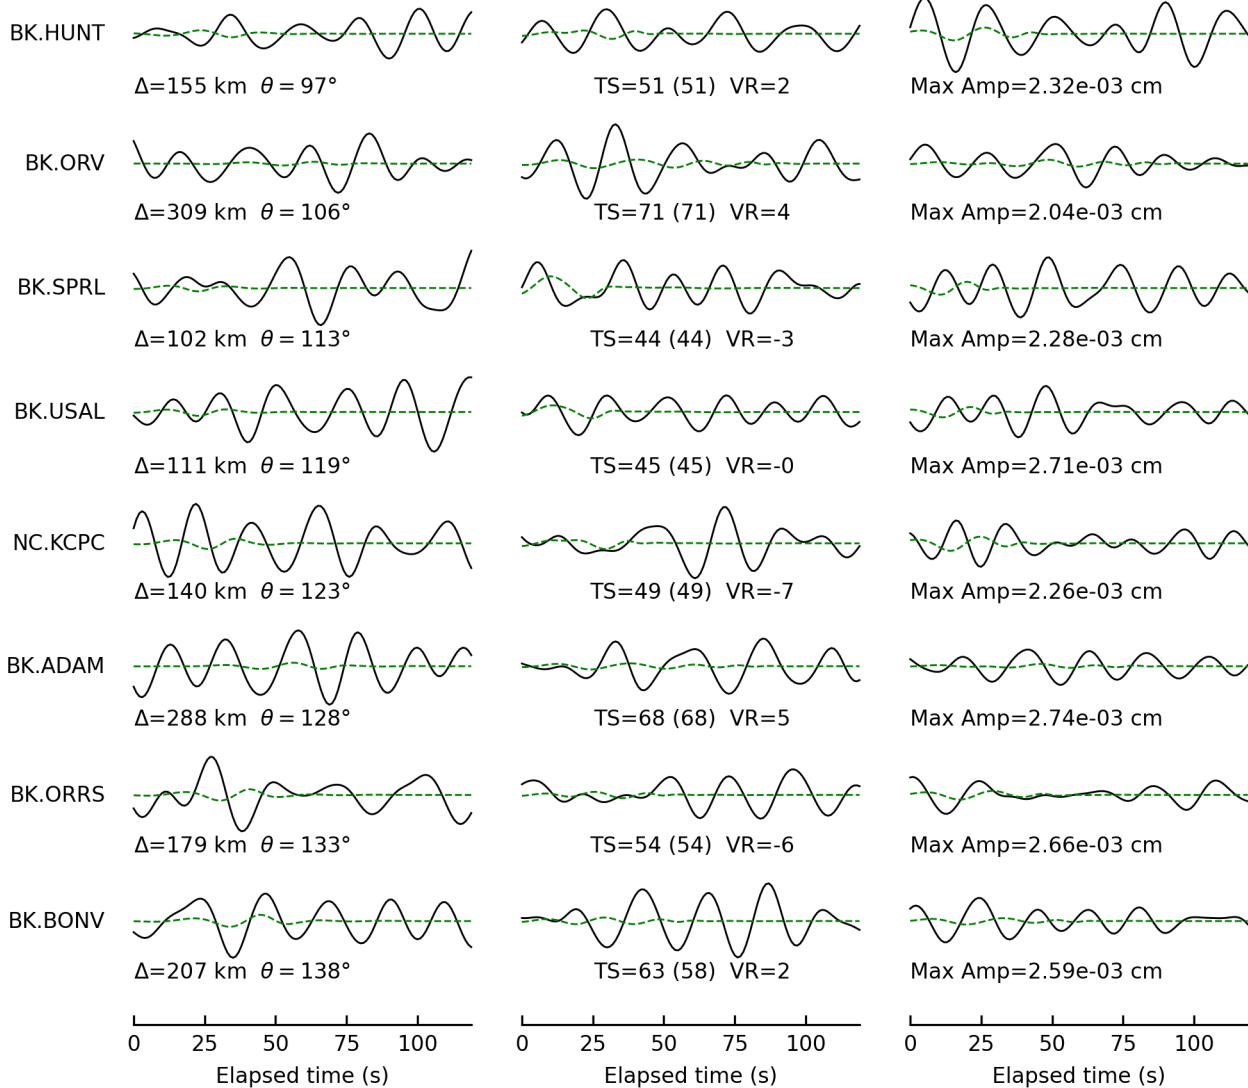 BK.HUNT
Δ=155 km θ = 97° TS=51 (51) VR=2 Max Amp=2.32e-03 cm
BK.ORV
Δ=309 km θ = 106° TS=71 (71) VR=4 Max Amp=2.04e-03 cm
BK.SPRL
Δ=102 km θ = 113° TS=44 (44) VR=-3 Max Amp=2.28e-03 cm
BK.USAL
Δ=111 km θ = 119° TS=45 (45) VR=-0 Max Amp=2.71e-03 cm
NC.KCPC
Δ=140 km θ = 123° TS=49 (49) VR=-7 Max Amp=2.26e-03 cm
BK.ADAM
Δ=288 km θ = 128° TS=68 (68) VR=5 Max Amp=2.74e-03 cm
BK.ORRS
Δ=179 km θ = 133° TS=54 (54) VR=-6 Max Amp=2.66e-03 cm
BK.BONV
Δ=207 km θ = 138° TS=63 (58) VR=2 Max Amp=2.59e-03 cm
0 25 50 75 100 0 25 50 75 100 0 25 50 75 100
Elapsed time (s) Elapsed time (s) Elapsed time (s)